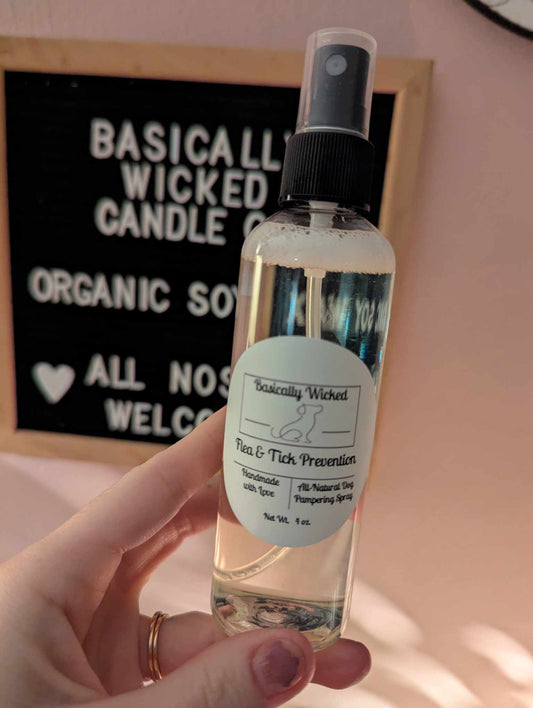 BASICALLY
WICKED
CANDLE
ORGANIC SOY
ALL NOS
WELCO
Basically Wicked
Flea & Tick Prevention
Handmade
with Love
All-Natural Dog
Pampering Spray
Net Wt. 4 oz.